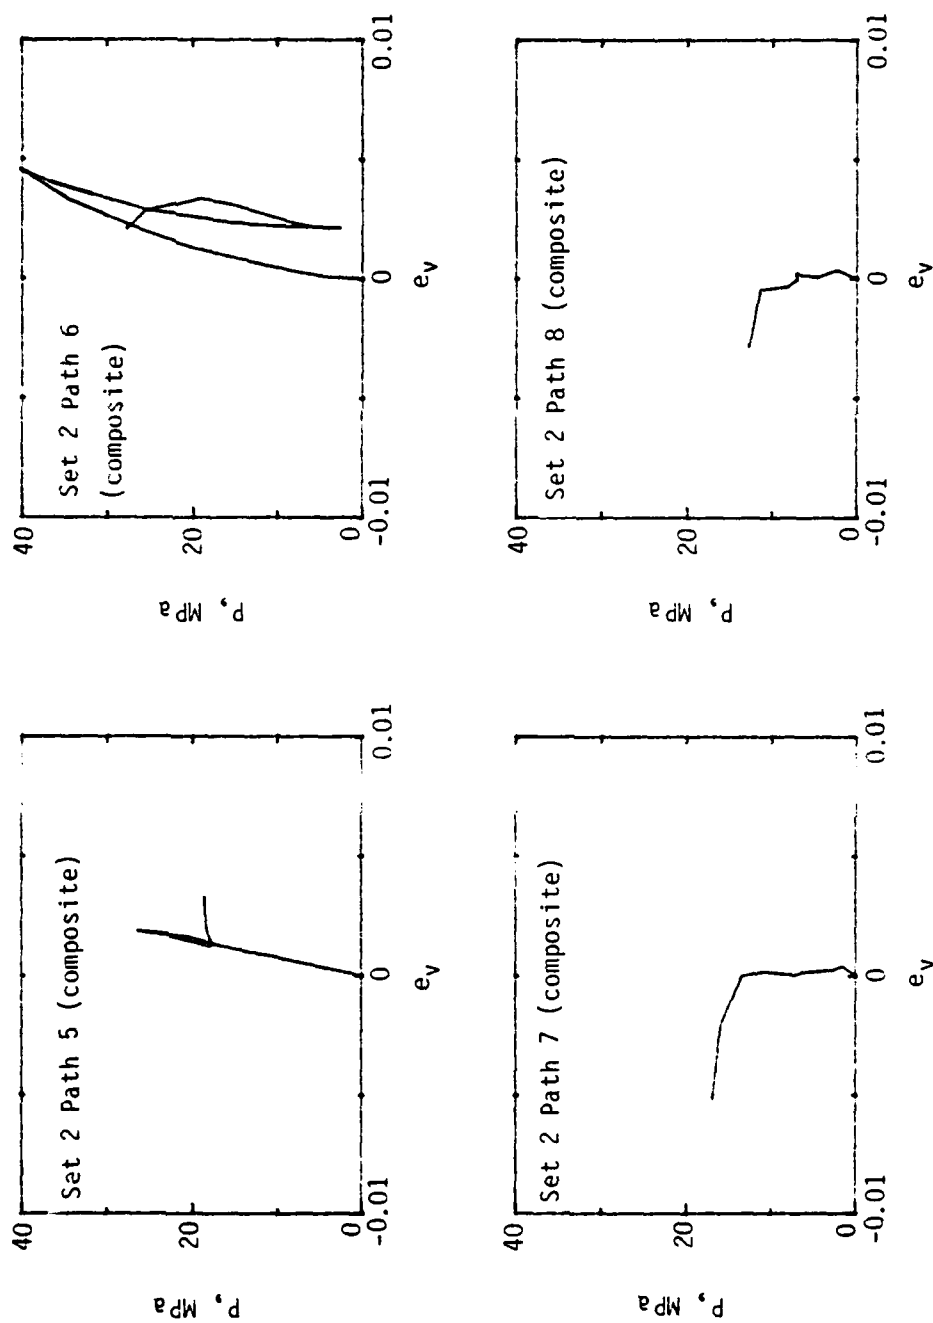 Set 2 Path 5 (composite)
40
20
0
P, MPa
-0.01
0
0.01
e_v
Set 2 Path 6
(composite)
40
20
0
P, MPa
-0.01
0
0.01
e_v
Set 2 Path 7 (composite)
40
20
0
P, MPa
-0.01
0
0.01
e_v
Set 2 Path 8 (composite)
40
20
0
P, MPa
-0.01
0
0.01
e_v